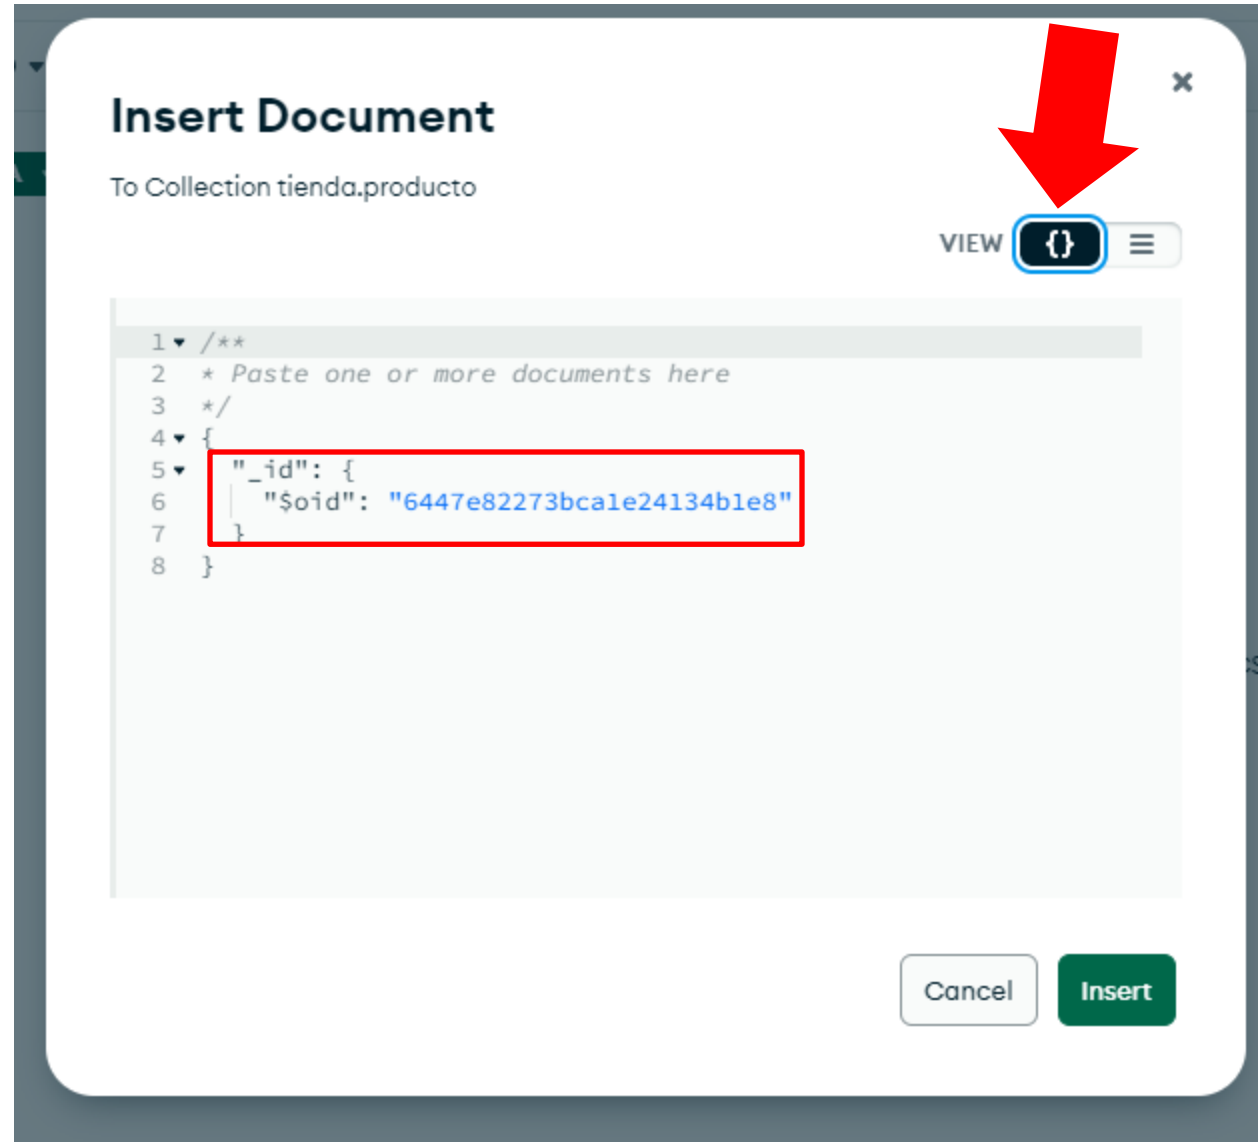 Insert Document
To Collection tienda.producto
VIEW {}
1 /**
2 * Paste one or more documents here
3 */
4 {
5 "_id": {
6 "$oid": "6447e82273bca1e24134b1e8"
7 }
8 }
Cancel Insert